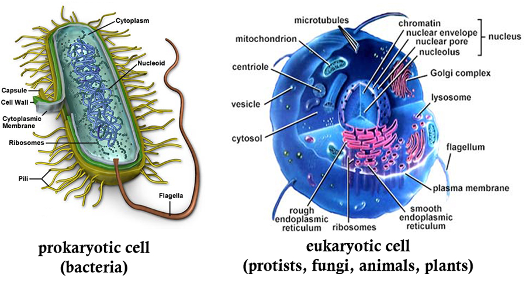 Cytoplasm
Nucleoid
Capsule
Cell Wall
Cytoplasmic
Membrane
Ribosomes
Pili
Flagella
prokaryotic cell
(bacteria)
microtubules
chromatin
nuclear envelope
nuclear pore
nucleolus
nucleus
mitochondrion
Golgi complex
centriole
lysosome
vesicle
cytosol
flagellum
plasma membrane
rough
endoplasmic
reticulum
ribosomes
smooth
endoplasmic
reticulum
eukaryotic cell
(protists, fungi, animals, plants)